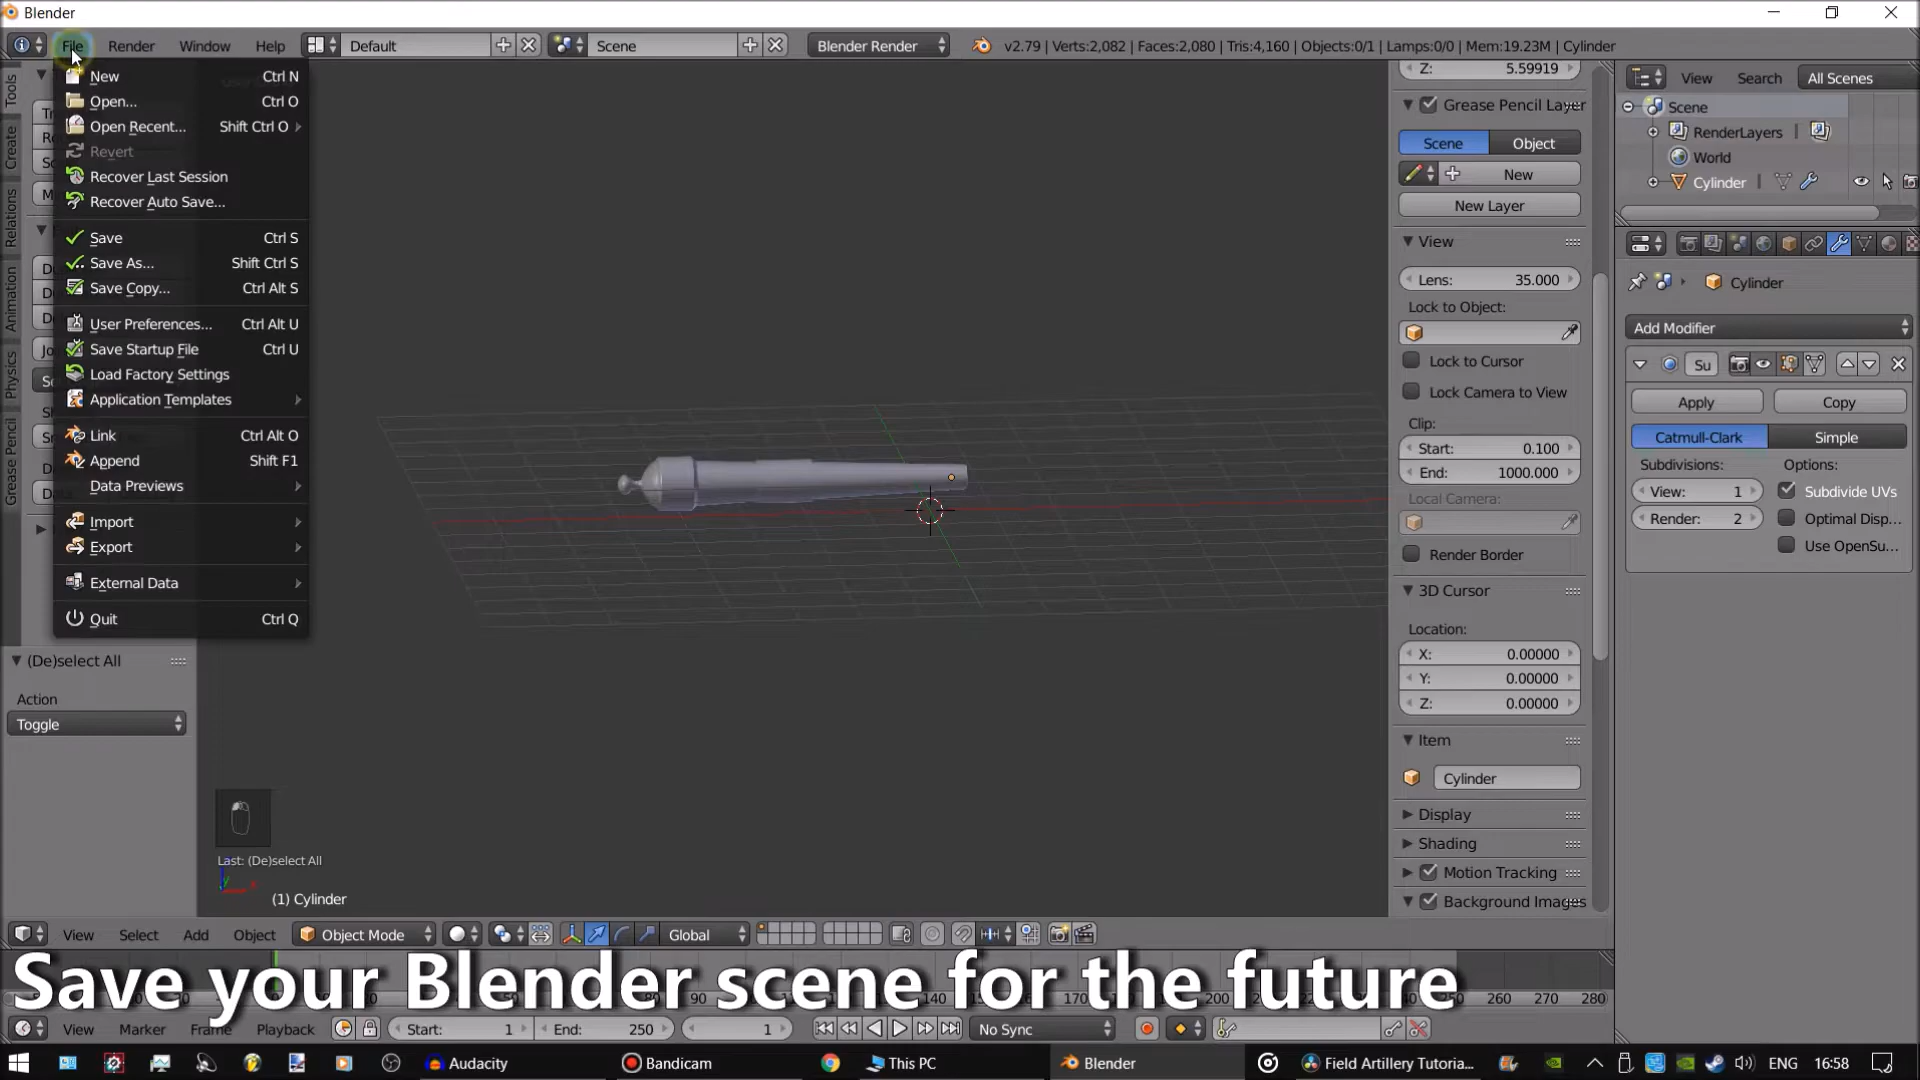 Blender
File Render Window Help Default Scene Blender Render v2.79 | Verts:2,082 | Faces:2,080 | Tris:4,160 | Objects:0/1 | Lamps:0/0 | Mem:19.23M | Cylinder
New Ctrl N
Open... Ctrl O
Open Recent... Shift Ctrl O
Revert
Recover Last Session
Recover Auto Save...
Save Ctrl S
Save As... Shift Ctrl S
Save Copy... Ctrl Alt S
User Preferences... Ctrl Alt U
Save Startup File Ctrl U
Load Factory Settings
Application Templates
Link Ctrl Alt O
Append Shift F1
Data Previews
Import
Export
External Data
Quit Ctrl Q
Tools
Create
Relations
Animation
Physics
Grease Pencil
(De)select All
Action
Toggle
Last: (De)select All
(1) Cylinder
Z: 5.59919
Grease Pencil Layer
Scene Object
New
New Layer
View
Lens: 35.000
Lock to Object:
Lock to Cursor
Lock Camera to View
Clip:
Start: 0.100
End: 1000.000
Local Camera:
Render Border
3D Cursor
Location:
X: 0.00000
Y: 0.00000
Z: 0.00000
Item
Cylinder
Display
Shading
Motion Tracking
Background Images
View Search All Scenes
Scene
RenderLayers
World
Cylinder
Cylinder
Add Modifier
Su
Apply Copy
Catmull-Clark Simple
Subdivisions: Options:
View: 1 Subdivide UVs
Render: 2 Optimal Disp...
Use OpenSu...
View Select Add Object Object Mode Global
Save your Blender scene for the future
260 270 280
View Marker Frame Playback Start: 1 End: 250 1 No Sync
Audacity Bandicam This PC Blender Field Artillery Tutoria... ENG 16:58